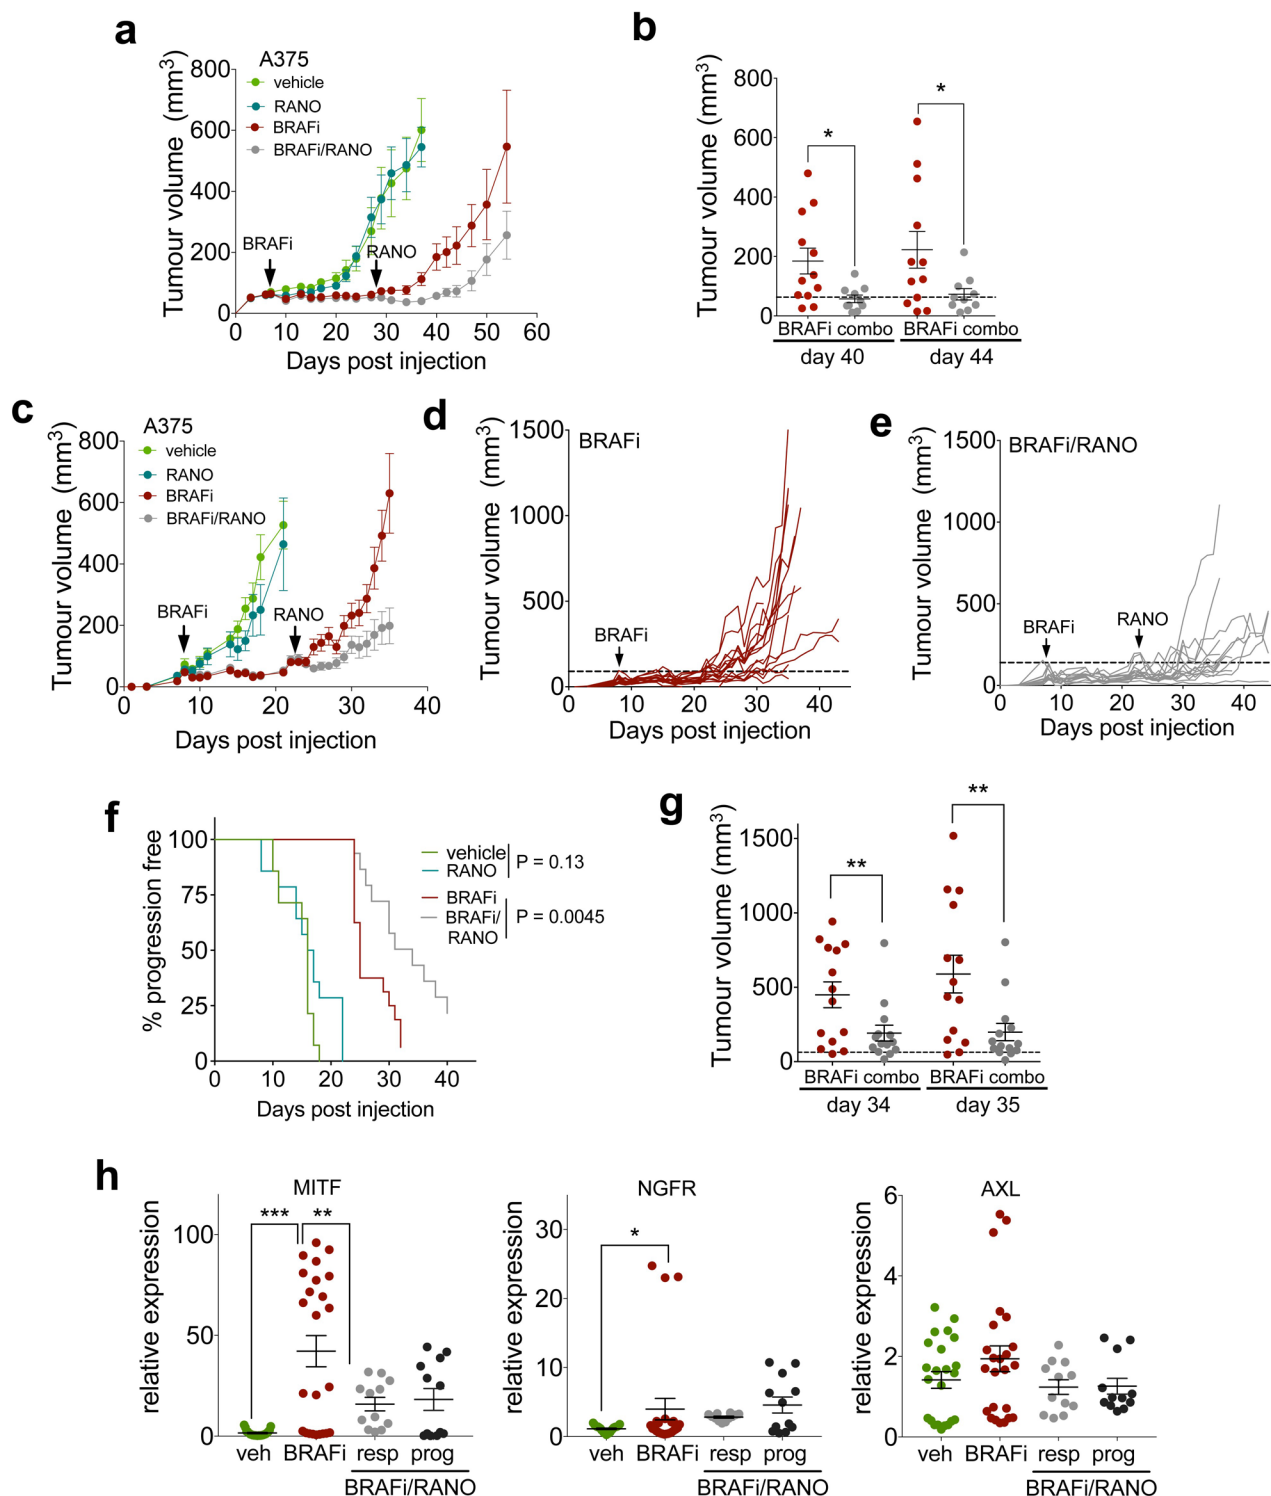 a
A375
vehicle
RANO
BRAFi
BRAFi/RANO
Tumour volume (mm³)
800
600
400
200
0
BRAFi
RANO
0 10 20 30 40 50 60
Days post injection
b
Tumour volume (mm³)
800
600
400
200
0
* *
BRAFi combo BRAFi combo
day 40 day 44
c
A375
vehicle
RANO
BRAFi
BRAFi/RANO
Tumour volume (mm³)
800
600
400
200
0
BRAFi
RANO
0 10 20 30 40
Days post injection
d
BRAFi
Tumour volume (mm³)
1500
1000
500
0
BRAFi
0 10 20 30 40
Days post injection
e
BRAFi/RANO
Tumour volume (mm³)
1500
1000
500
0
BRAFi
RANO
0 10 20 30 40
Days post injection
f
% progression free
100
75
50
25
0
vehicle
RANO
P = 0.13
BRAFi
BRAFi/
RANO
P = 0.0045
0 10 20 30 40
Days post injection
g
Tumour volume (mm³)
1500
1000
500
0
** **
BRAFi combo BRAFi combo
day 34 day 35
h
MITF
relative expression
100
50
0
*** **
veh BRAFi resp prog
BRAFi/RANO
NGFR
relative expression
30
20
10
0
*
veh BRAFi resp prog
BRAFi/RANO
AXL
relative expression
6
4
2
0
veh BRAFi resp prog
BRAFi/RANO